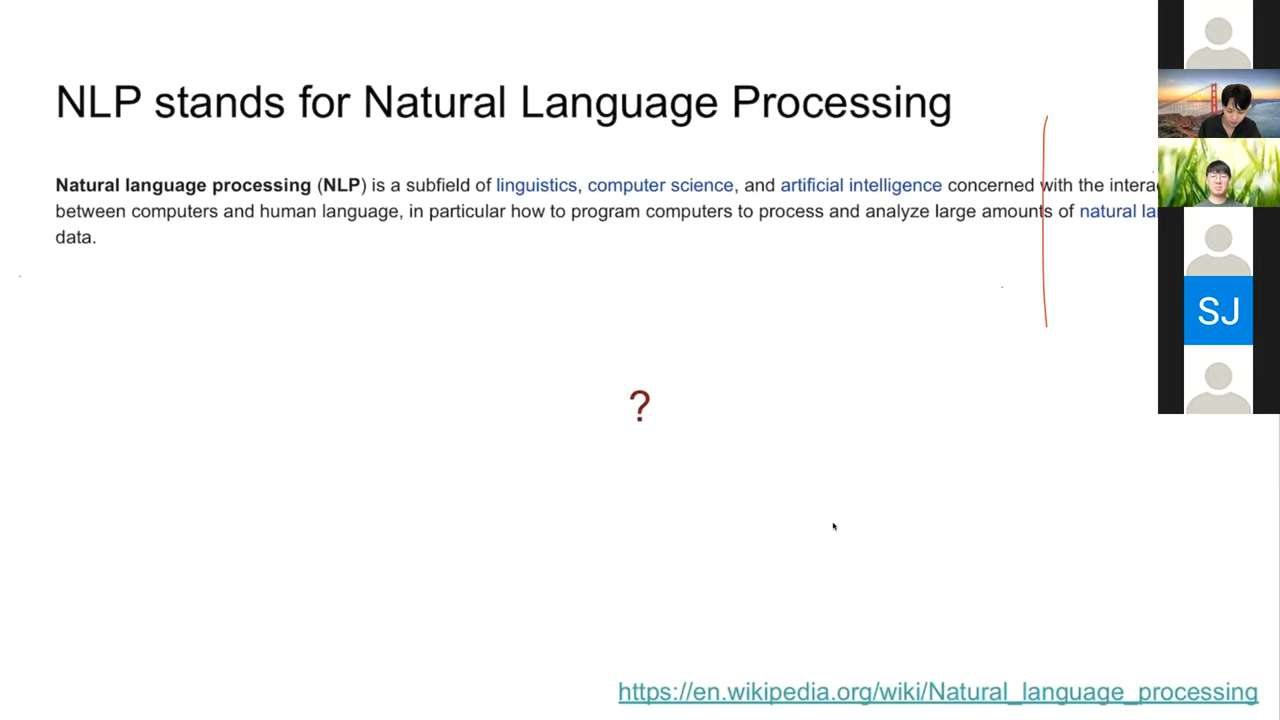 NLP stands for Natural Language Processing
Natural language processing (NLP) is a subfield of linguistics, computer science, and artificial intelligence concerned with the
between computers and human language, in particular how to program computers to process and analyze large amounts of natural
data.
SJ
?
https://en.wikipedia.org/wiki/Natural_language_processing